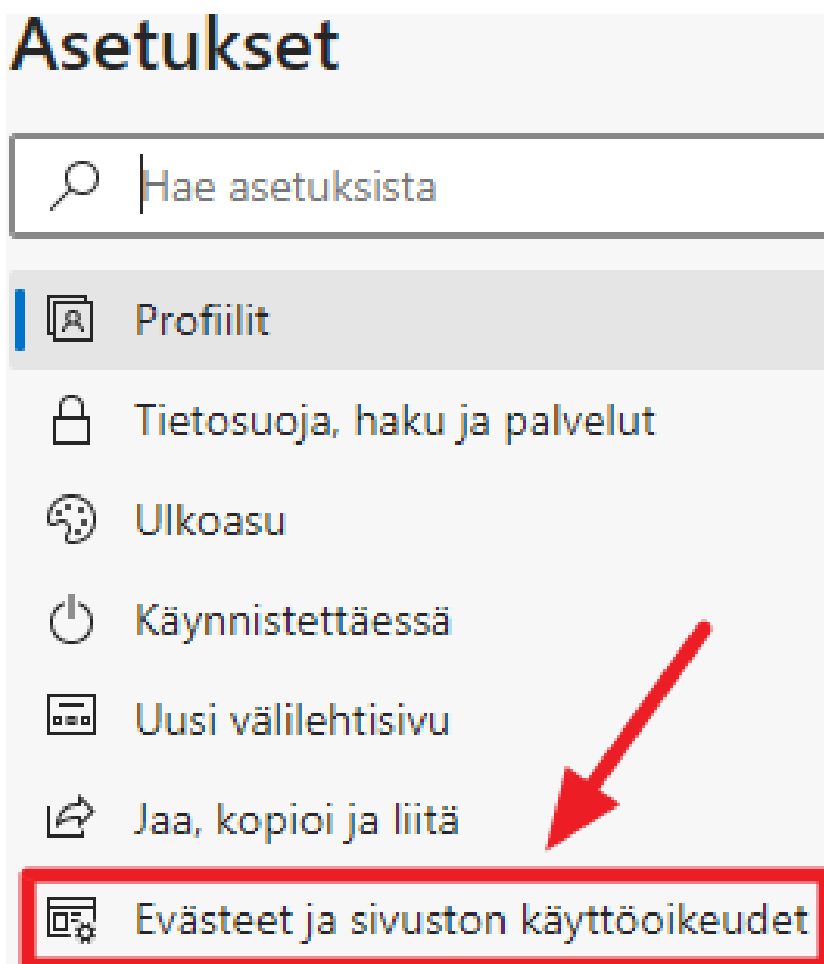 Asetukset
Hae asetuksista
Profiilit
Tietosuoja, haku ja palvelut
Ulkoasu
Käynnistettäessä
Uusi välilehtisivu
Jaa, kopioi ja liitä
Evästeet ja sivuston käyttöoikeudet